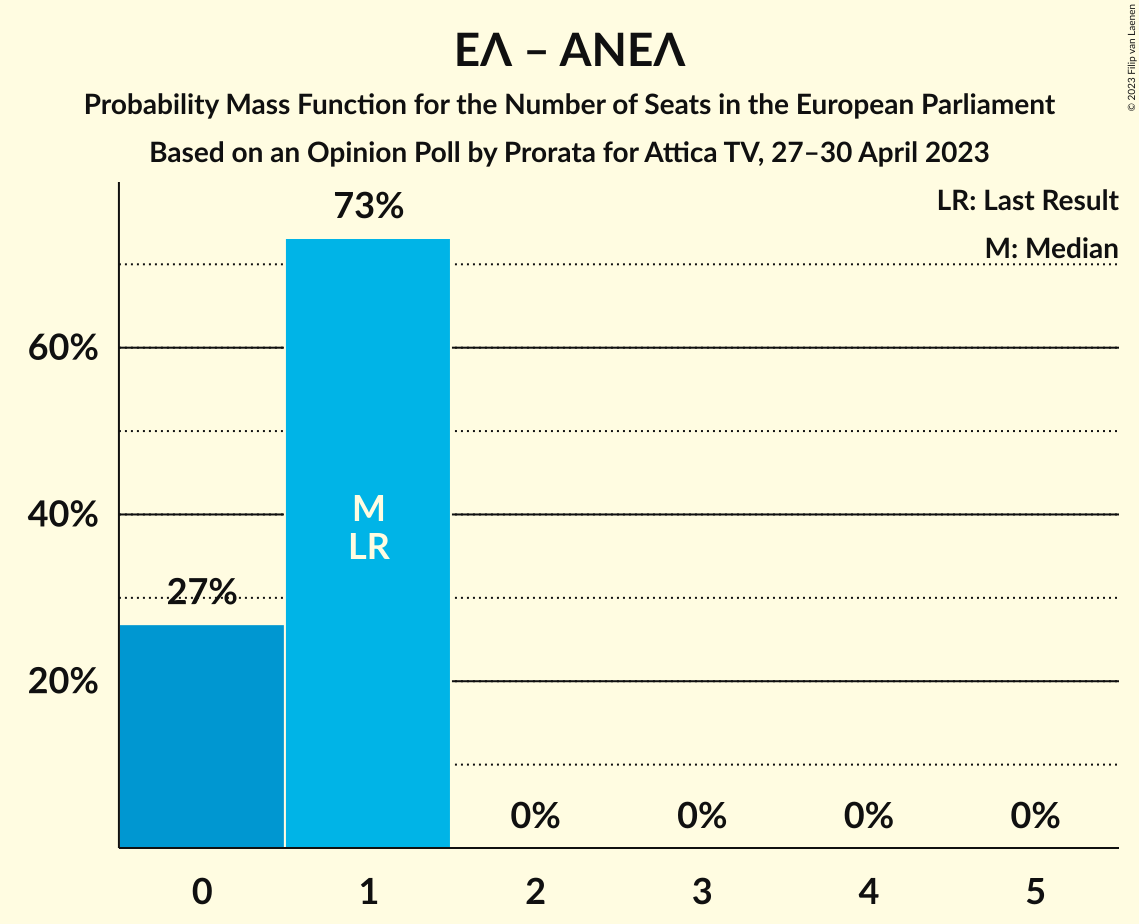 ΕΛ – ΑΝΕΛ
Probability Mass Function for the Number of Seats in the European Parliament
Based on an Opinion Poll by Prorata for Attica TV, 27–30 April 2023
© 2023 Filip van Laenen
LR: Last Result
M: Median
73%
60%
40%
20%
M
LR
27%
0% 0% 0% 0%
0 1 2 3 4 5